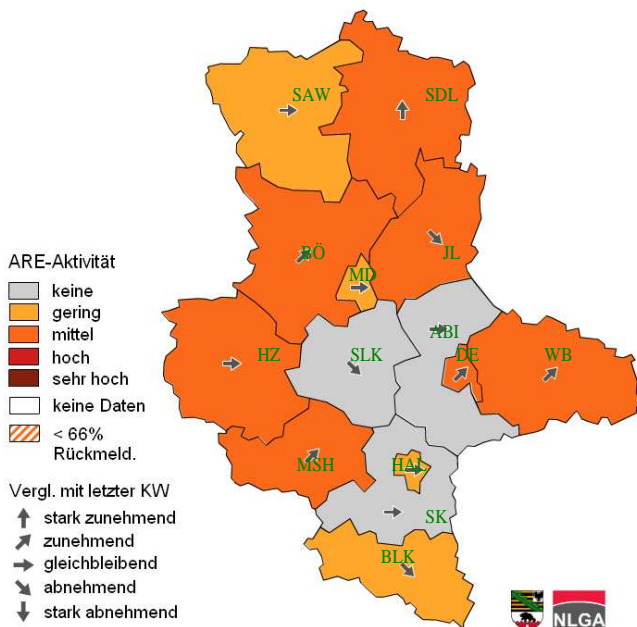 SAW
SDL
BÖ
MD
JL
ARE-Aktivität
keine
gering
mittel
hoch
sehr hoch
keine Daten
< 66%
Rückmeld.
HZ
SLK
ABI
DE
WB
MSH
HAL
SK
BLK
Vergl. mit letzter KW
stark zunehmend
zunehmend
gleichbleibend
abnehmend
stark abnehmend
NLGA